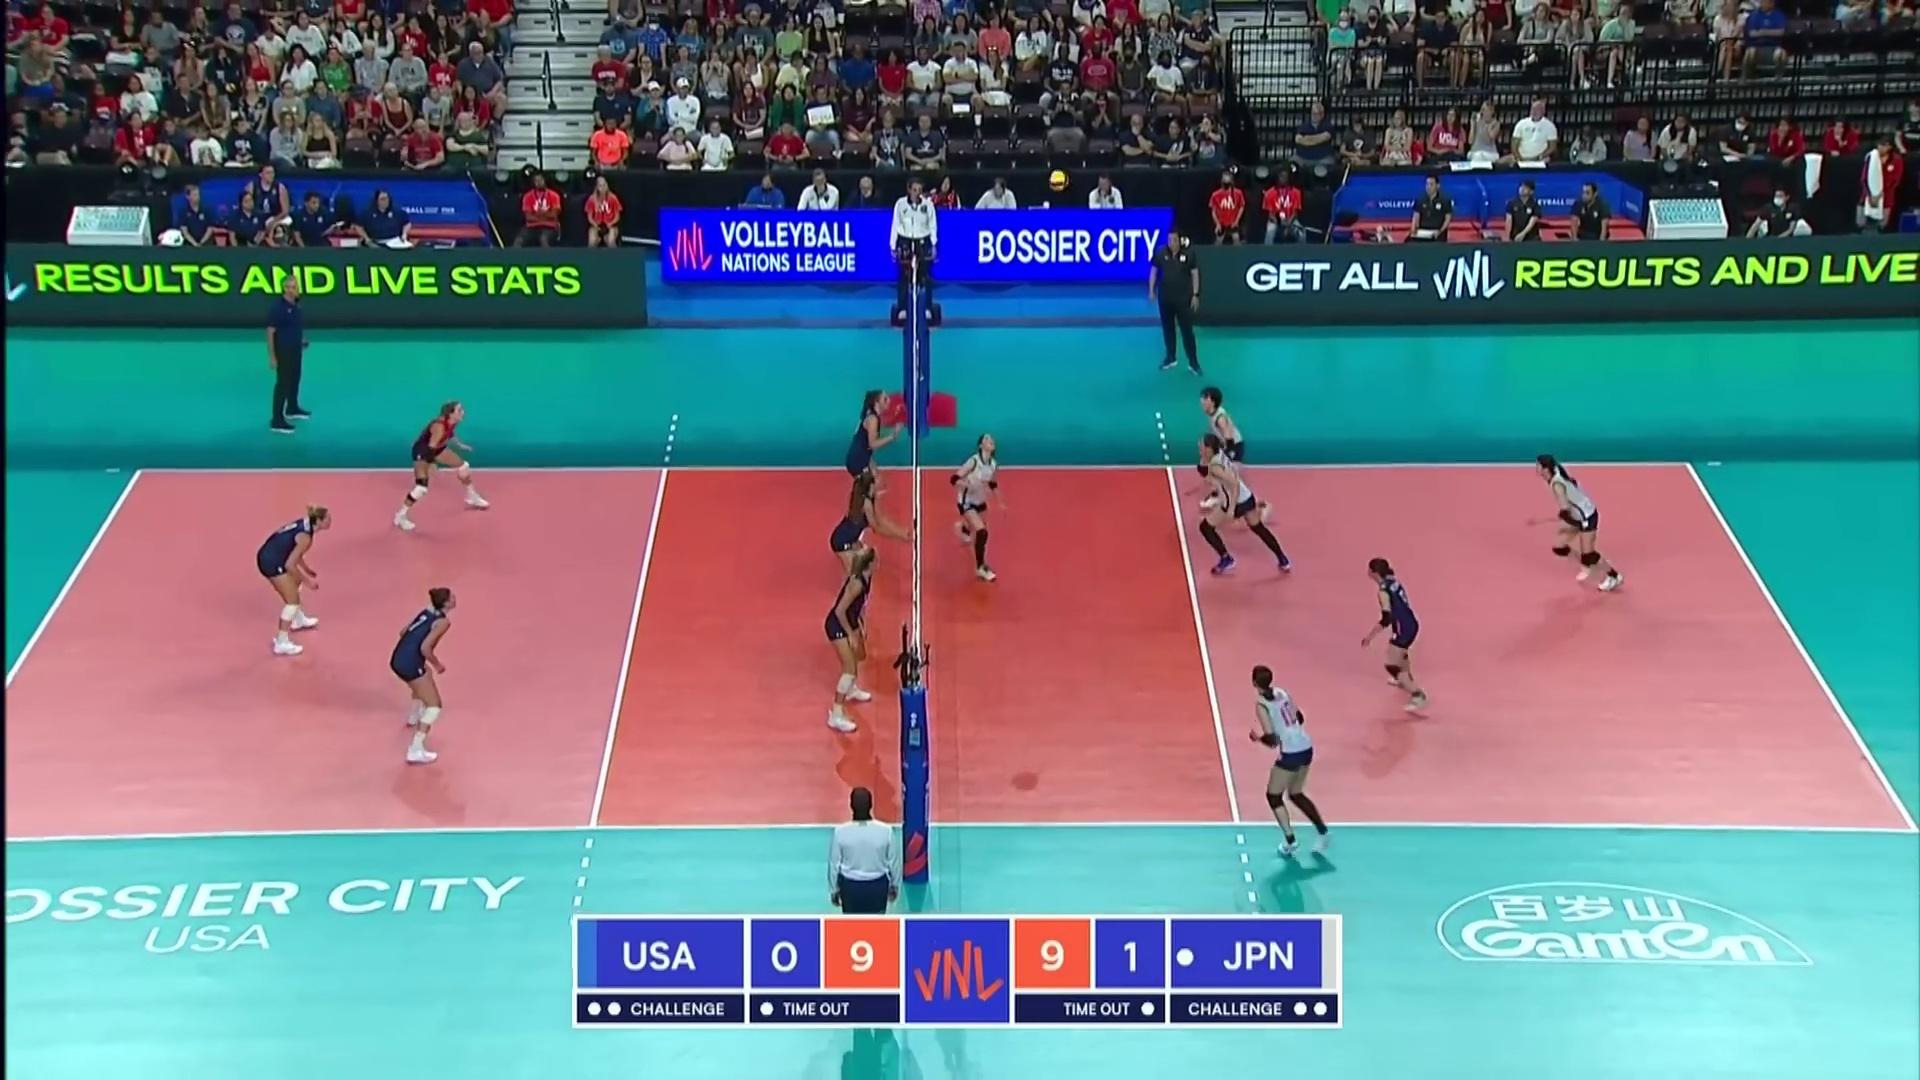 RESULTS AND LIVE STATS
VNL
VOLLEYBALL
NATIONS LEAGUE
BOSSIER CITY
GET ALL VNL RESULTS AND LIVE
OSSIER CITY
USA
百岁山
Ganten
USA 0 9 VNL 9 1 JPN
CHALLENGE TIME OUT TIME OUT CHALLENGE